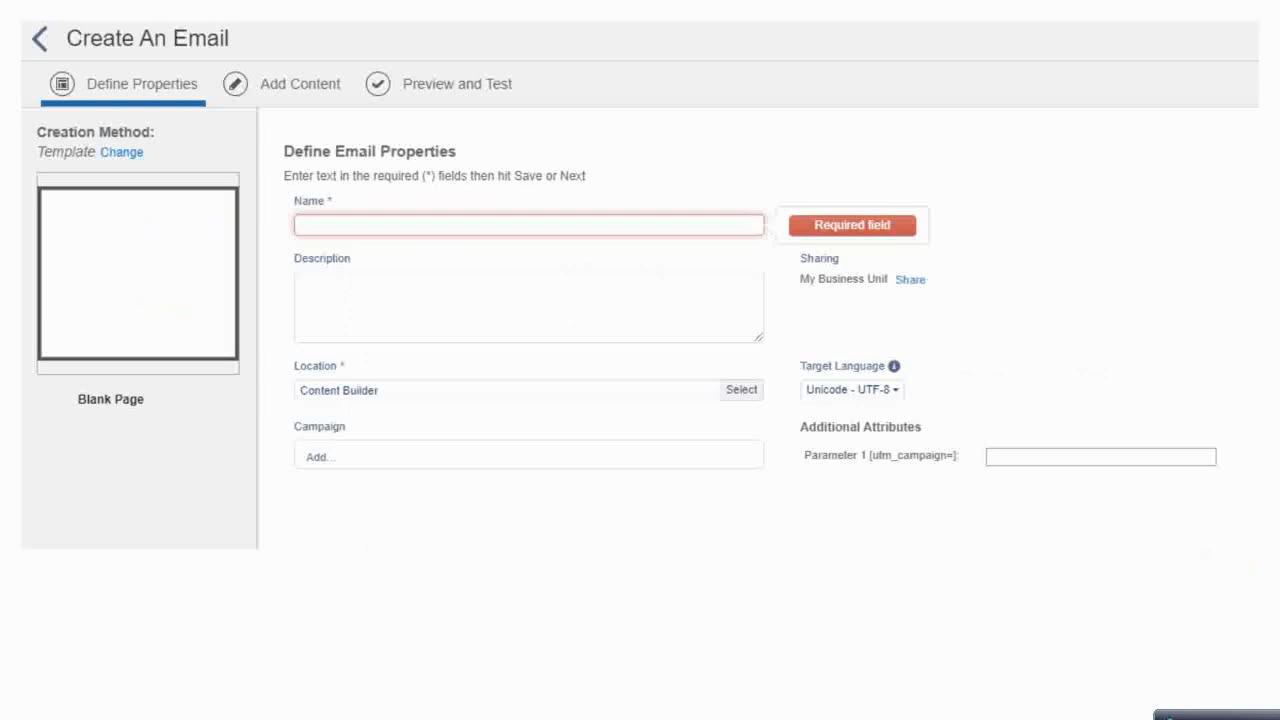 Create An Email
Define Properties
Add Content
Preview and Test
Creation Method:
Template Change
Blank Page
Define Email Properties
Enter text in the required (*) fields then hit Save or Next
Name *
Required field
Description
Sharing
My Business Unit Share
Location *
Content Builder
Select
Target Language
Unicode - UTF-8
Campaign
Add...
Additional Attributes
Parameter 1 [utm_campaign=]: